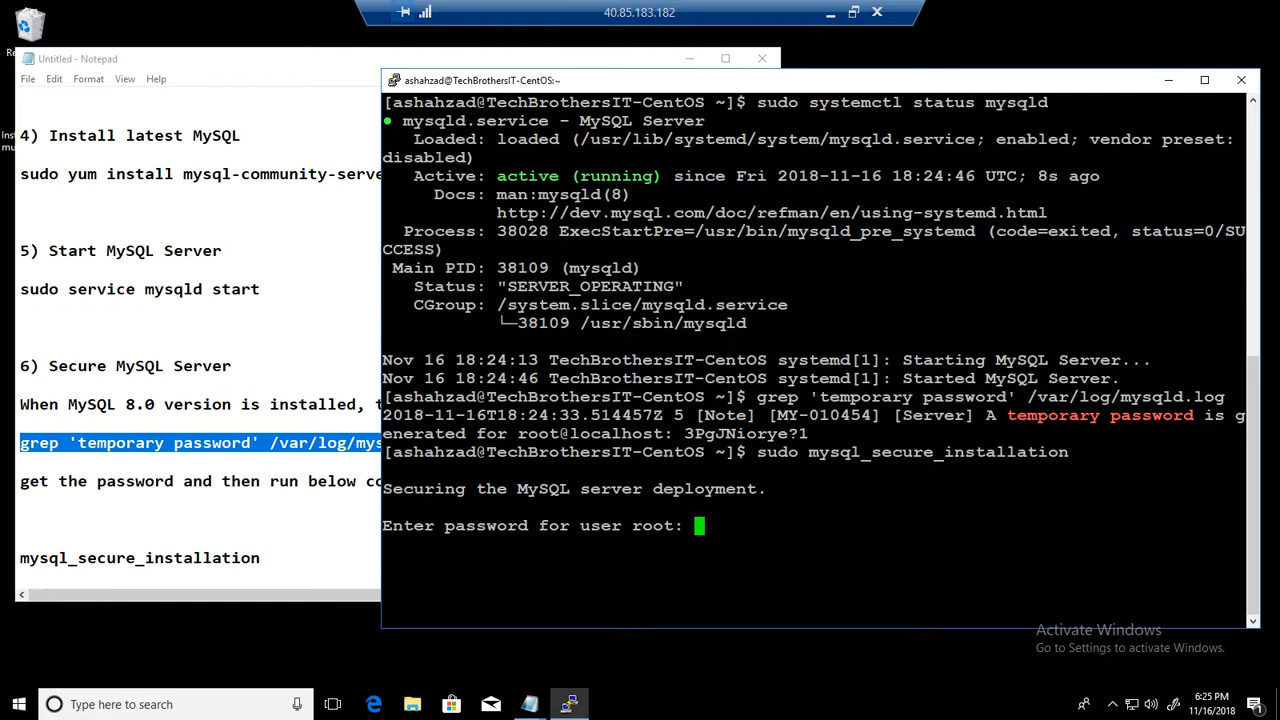 40.85.183.182
Untitled - Notepad
File Edit Format View Help
4) Install latest MySQL
sudo yum install mysql-community-serve
5) Start MySQL Server
sudo service mysqld start
6) Secure MySQL Server
When MySQL 8.0 version is installed, t
grep 'temporary password' /var/log/mys
get the password and then run below co
mysql_secure_installation
ashahzad@TechBrothersIT-CentOS:~
[ashahzad@TechBrothersIT-CentOS ~]$ sudo systemctl status mysqld
● mysqld.service - MySQL Server
Loaded: loaded (/usr/lib/systemd/system/mysqld.service; enabled; vendor preset:
disabled)
Active: active (running) since Fri 2018-11-16 18:24:46 UTC; 8s ago
Docs: man:mysqld(8)
http://dev.mysql.com/doc/refman/en/using-systemd.html
Process: 38028 ExecStartPre=/usr/bin/mysqld_pre_systemd (code=exited, status=0/SU
CCESS)
Main PID: 38109 (mysqld)
Status: "SERVER_OPERATING"
CGroup: /system.slice/mysqld.service
└─38109 /usr/sbin/mysqld
Nov 16 18:24:13 TechBrothersIT-CentOS systemd[1]: Starting MySQL Server...
Nov 16 18:24:46 TechBrothersIT-CentOS systemd[1]: Started MySQL Server.
[ashahzad@TechBrothersIT-CentOS ~]$ grep 'temporary password' /var/log/mysqld.log
2018-11-16T18:24:33.514457Z 5 [Note] [MY-010454] [Server] A temporary password is g
enerated for root@localhost: 3PgJNiorye?1
[ashahzad@TechBrothersIT-CentOS ~]$ sudo mysql_secure_installation
Securing the MySQL server deployment.
Enter password for user root:
Activate Windows
Go to Settings to activate Windows.
Type here to search
6:25 PM
11/16/2018
1